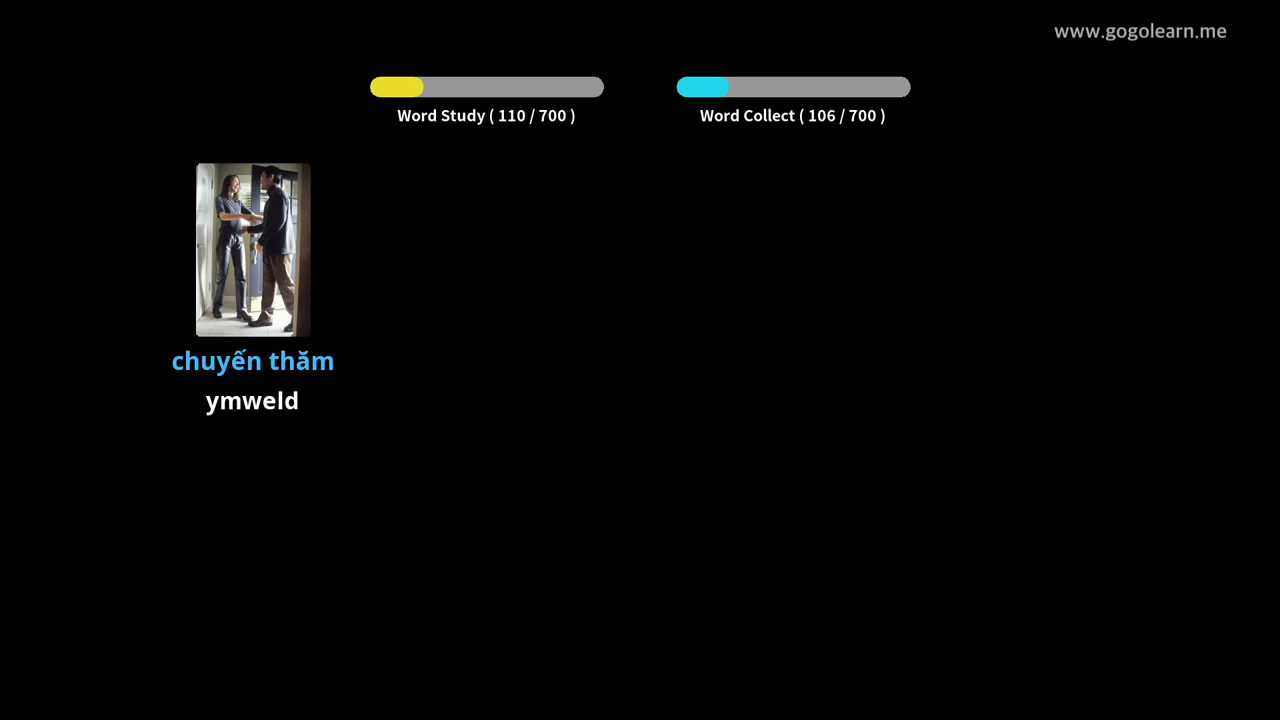 www.gogolearn.me
Word Study ( 110 / 700 )
Word Collect ( 106 / 700 )
chuyến thăm
ymweld